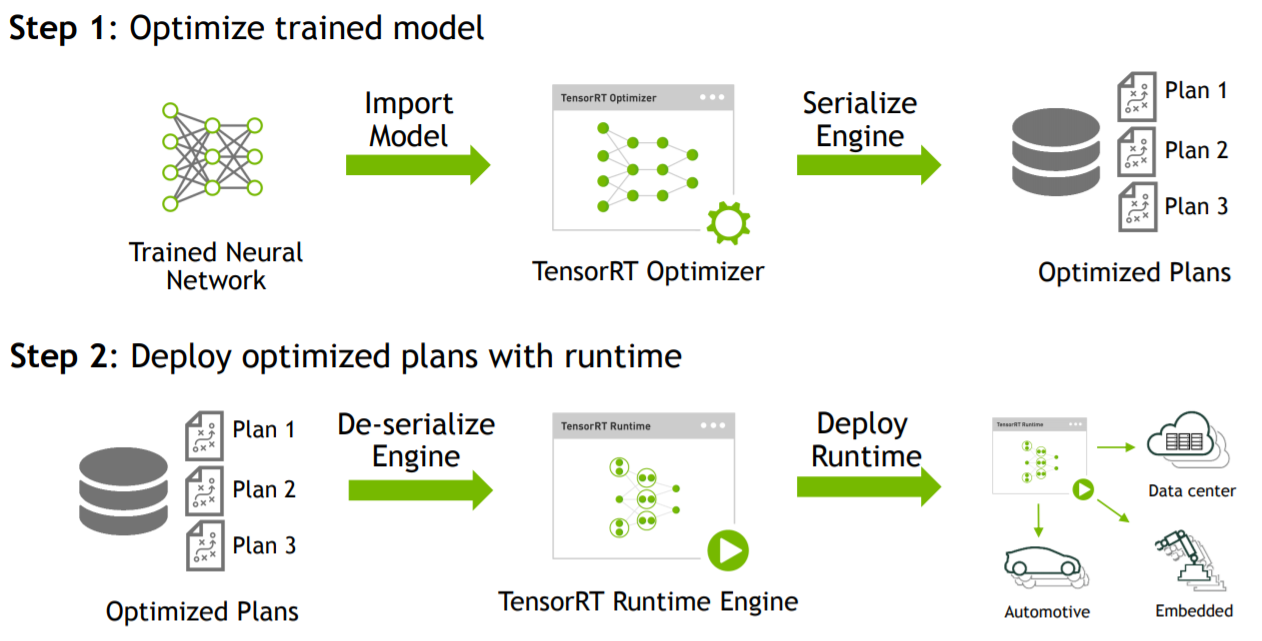 Step 1: Optimize trained model
Import
Model
TensorRT Optimizer
Serialize
Engine
Plan 1
Plan 2
Plan 3
Trained Neural
Network
TensorRT Optimizer
Optimized Plans
Step 2: Deploy optimized plans with runtime
Plan 1
Plan 2
Plan 3
De-serialize
Engine
TensorRT Runtime
Deploy
Runtime
TensorRT Runtime
Data center
Optimized Plans
TensorRT Runtime Engine
Automotive
Embedded